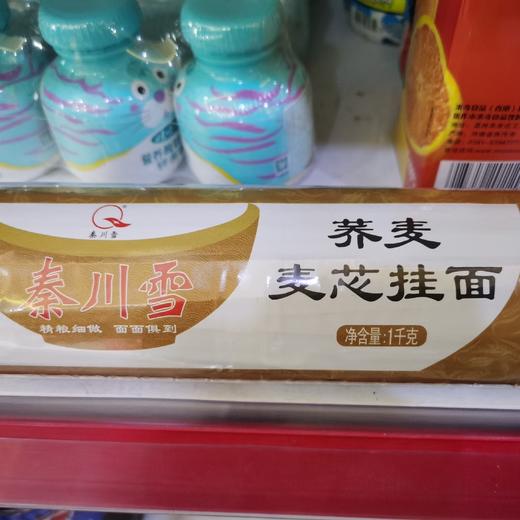 秦川雪
秦川雪
精粮细做 面面俱到
荞麦
麦芯挂面
净含量:1千克